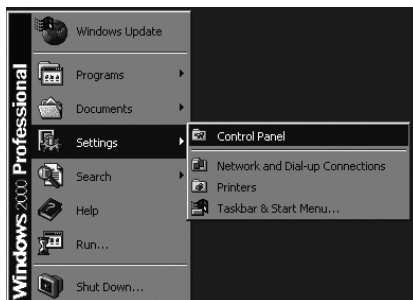 Windows 2000 Professional
Windows Update
Programs
Documents
Settings
Search
Help
Run...
Shut Down...
Control Panel
Network and Dial-up Connections
Printers
Taskbar & Start Menu...